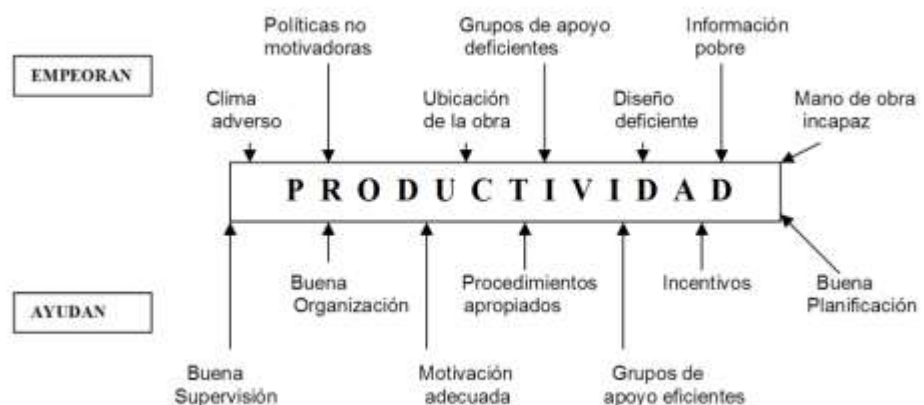 Políticas no
motivadoras
Grupos de apoyo
deficientes
Información
pobre
EMPEORAN
Clima
adverso
Ubicación
de la obra
Diseño
deficiente
Mano de obra
incapaz
P R O D U C T I V I D A D
Buena
Organización
Procedimientos
apropiados
Incentivos
Buena
Planificación
AYUDAN
Buena
Supervisión
Motivación
adecuada
Grupos de
apoyo eficientes